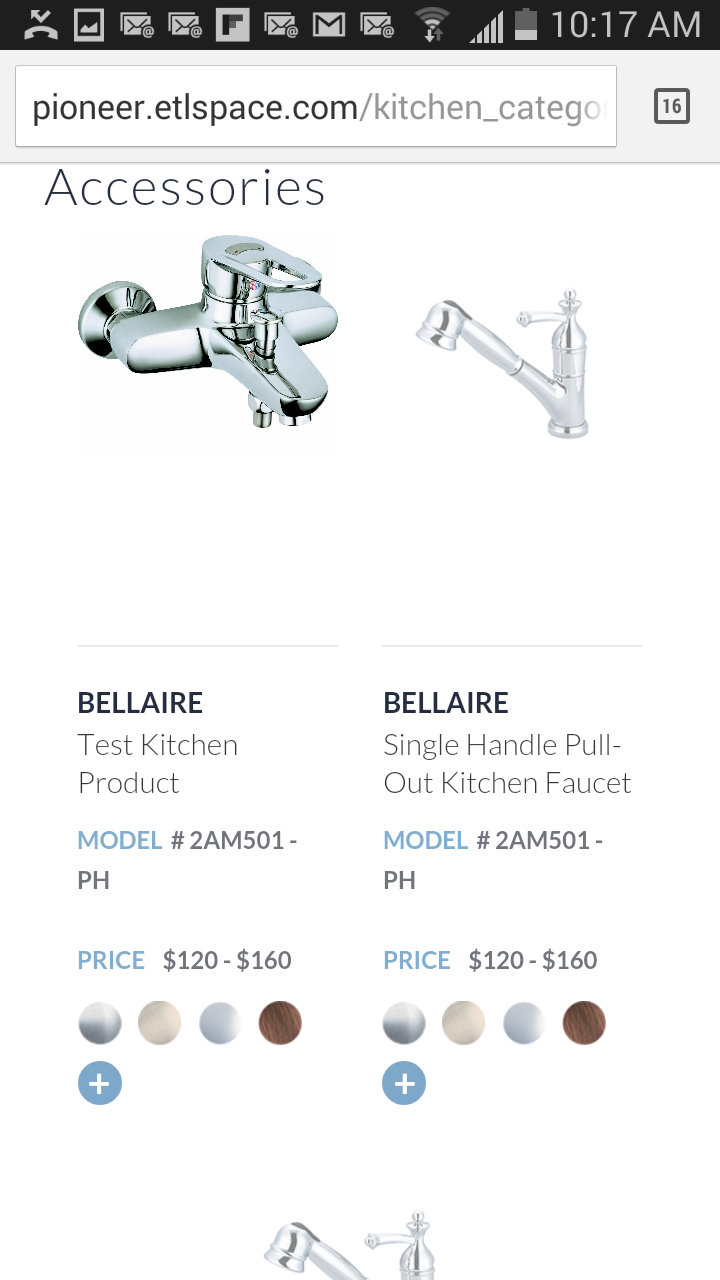 10:17 AM
pioneer.etlspace.com/kitchen_catego
16
Accessories
BELLAIRE
Test Kitchen
Product
MODEL # 2AM501 -
PH
PRICE $120 - $160
BELLAIRE
Single Handle Pull-
Out Kitchen Faucet
MODEL # 2AM501 -
PH
PRICE $120 - $160